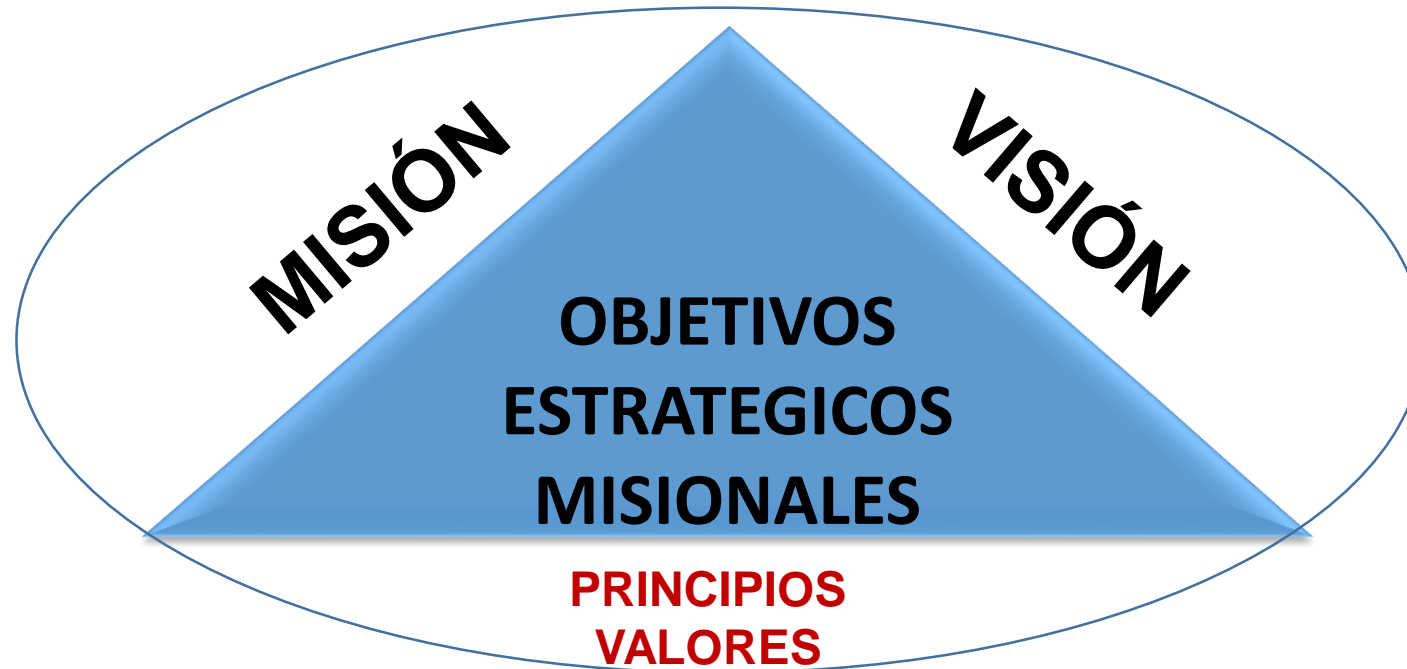 MISIÓN
VISIÓN
OBJETIVOS
ESTRATEGICOS
MISIONALES
PRINCIPIOS
VALORES